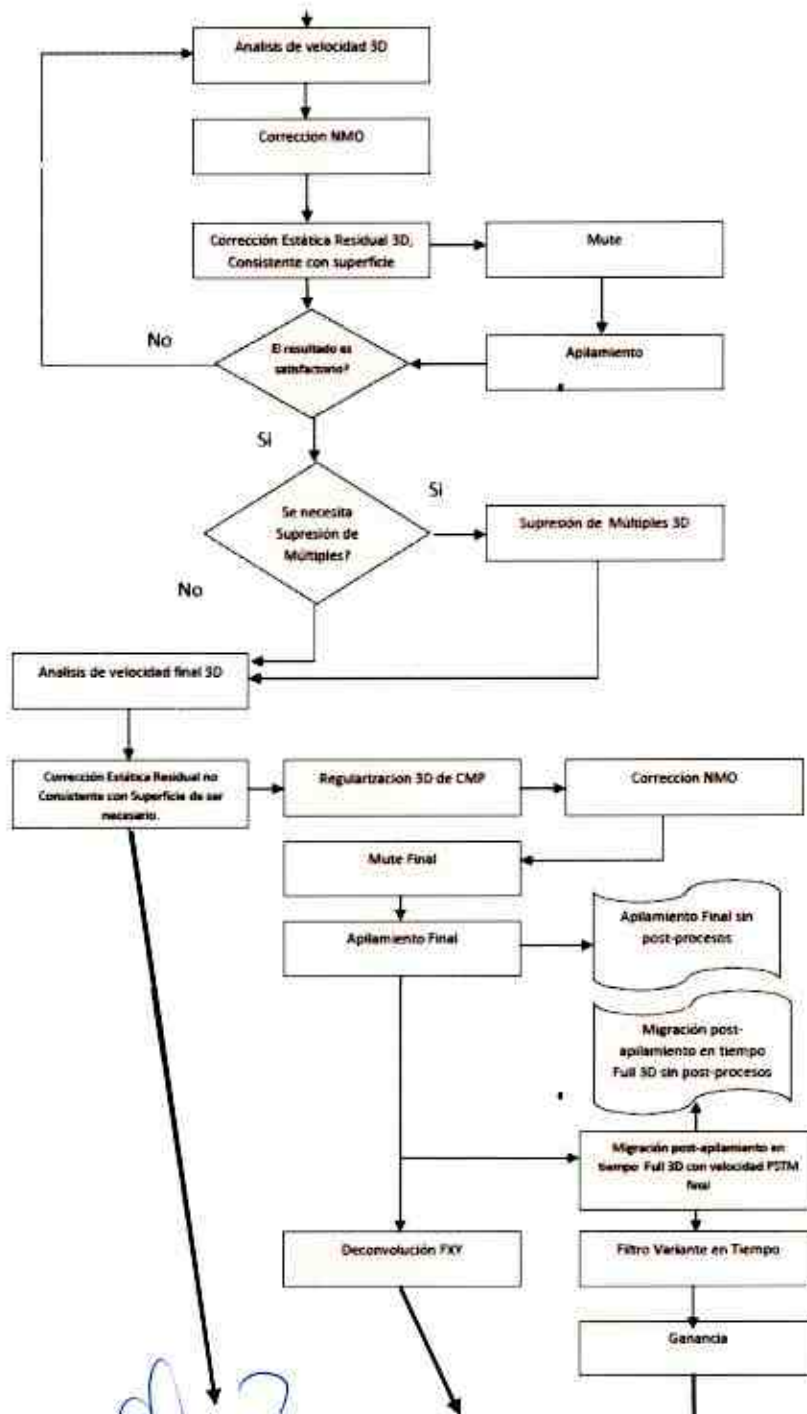 Analisis de velocidad 3D
Correccion NMO
Corrección Estática Residual 3D,
Consistente con superficie
Mute
Apilamiento
El resultado es
satisfactorio?
No
Si
Se necesita
Supresión de
Múltiples?
Si
Supresión de Múltiples 3D
No
Analisis de velocidad final 3D
Corrección Estática Residual no
Consistente con Superficie de ser
necesario.
Regularizacion 3D de CMP
Correccion NMO
Mute Final
Apilamiento Final
Apilamiento Final sin
post-procesos
Migración post-
apilamiento en tiempo
Full 3D sin post-procesos
Migración post-apilamiento en
tiempo Full 3D con velocidad PSTM
final
Deconvolución FXY
Filtro Variante en Tiempo
Ganancia